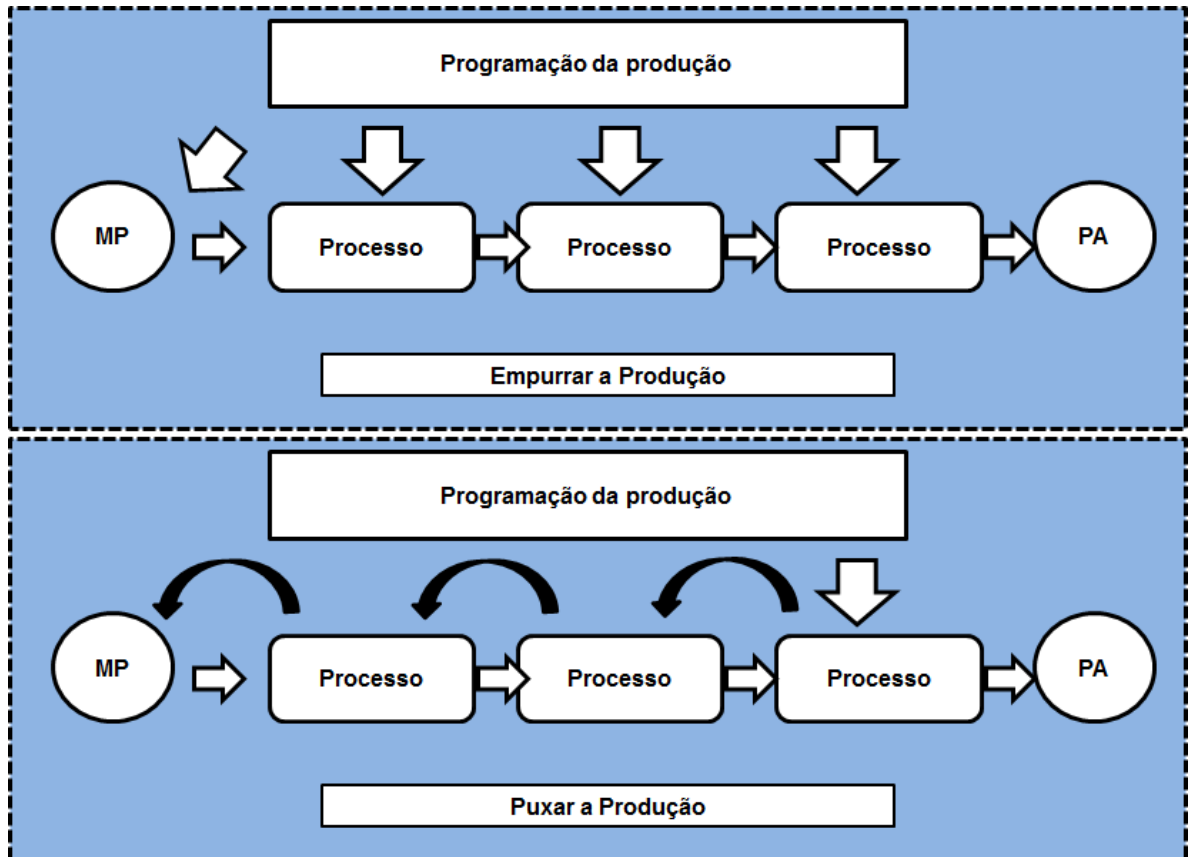 Programação da produção
MP
Processo
Processo
Processo
PA
Empurrar a Produção
Programação da produção
MP
Processo
Processo
Processo
PA
Puxar a Produção